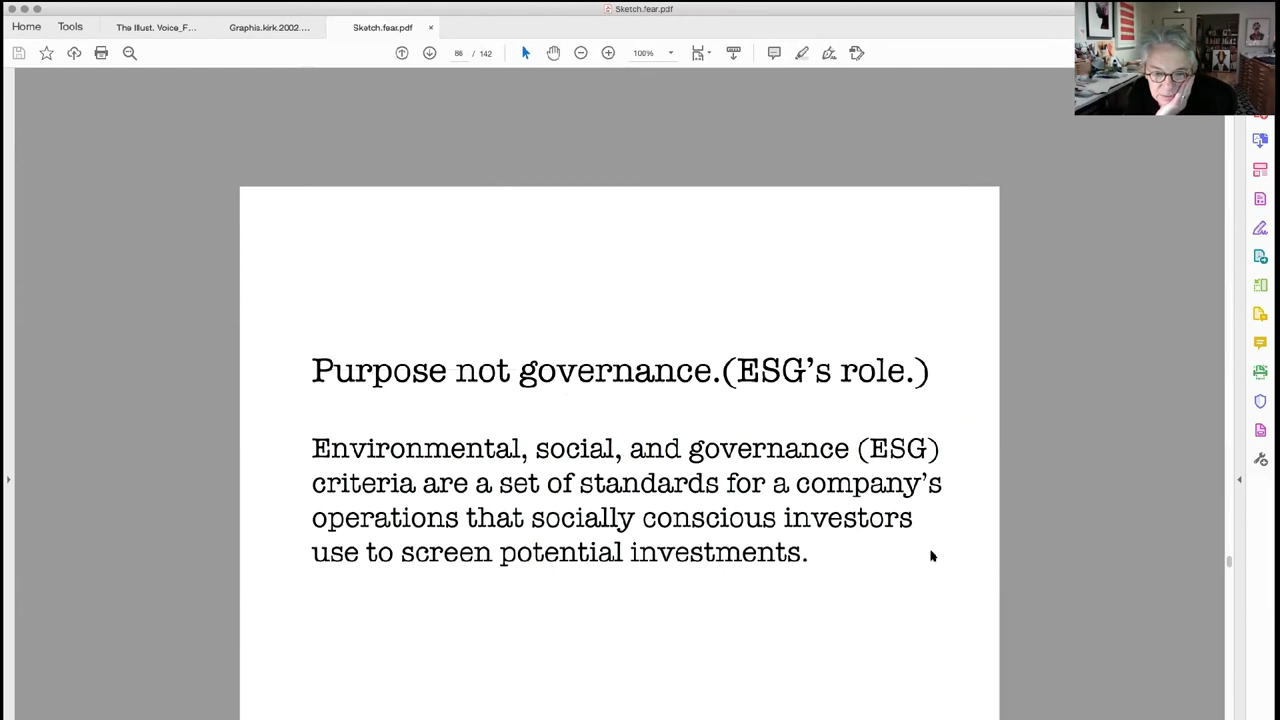 Sketch.fear.pdf
Home Tools The Illust. Voice_F... Graphis.kirk.2002.... Sketch.fear.pdf ×
86 / 142 100%
Purpose not governance.(ESG’s role.)
Environmental, social, and governance (ESG)
criteria are a set of standards for a company’s
operations that socially conscious investors
use to screen potential investments.